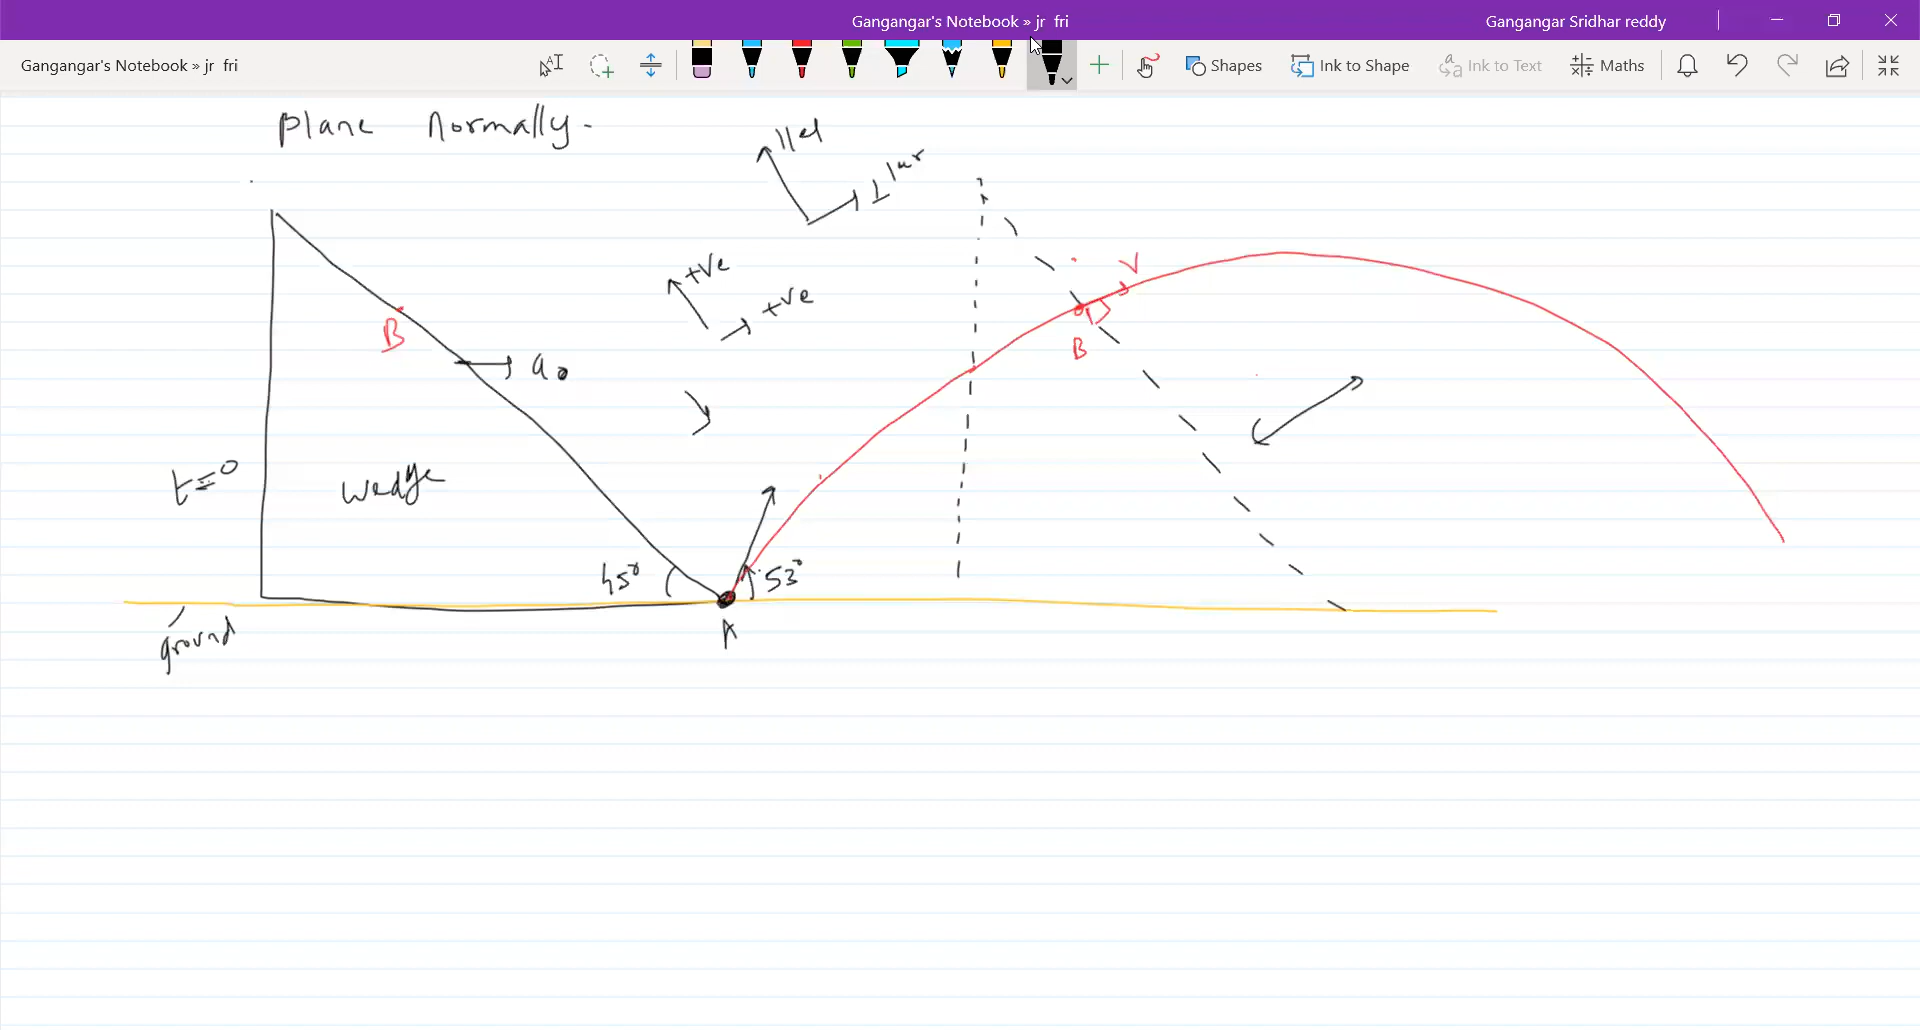 Gangangar's Notebook » jr fri
Gangangar Sridhar reddy
Gangangar's Notebook » jr fri
Shapes
Ink to Shape
Ink to Text
Maths
plane Normally.
llel
⊥lar
+ve
+ve
V
B
B
a₀
t=0
wedge
45°
53°
A
ground